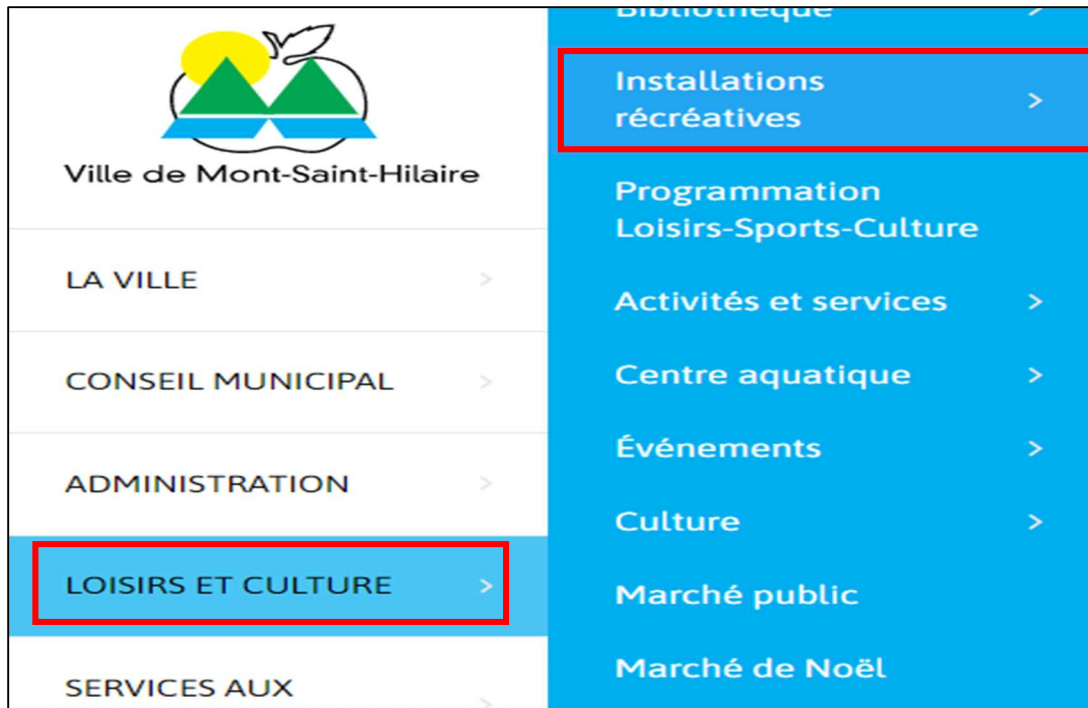 Ville de Mont-Saint-Hilaire
LA VILLE >
CONSEIL MUNICIPAL >
ADMINISTRATION >
LOISIRS ET CULTURE >
SERVICES AUX >
Bibliothèque >
Installations
récréatives >
Programmation
Loisirs-Sports-Culture
Activités et services >
Centre aquatique >
Événements >
Culture >
Marché public
Marché de Noël